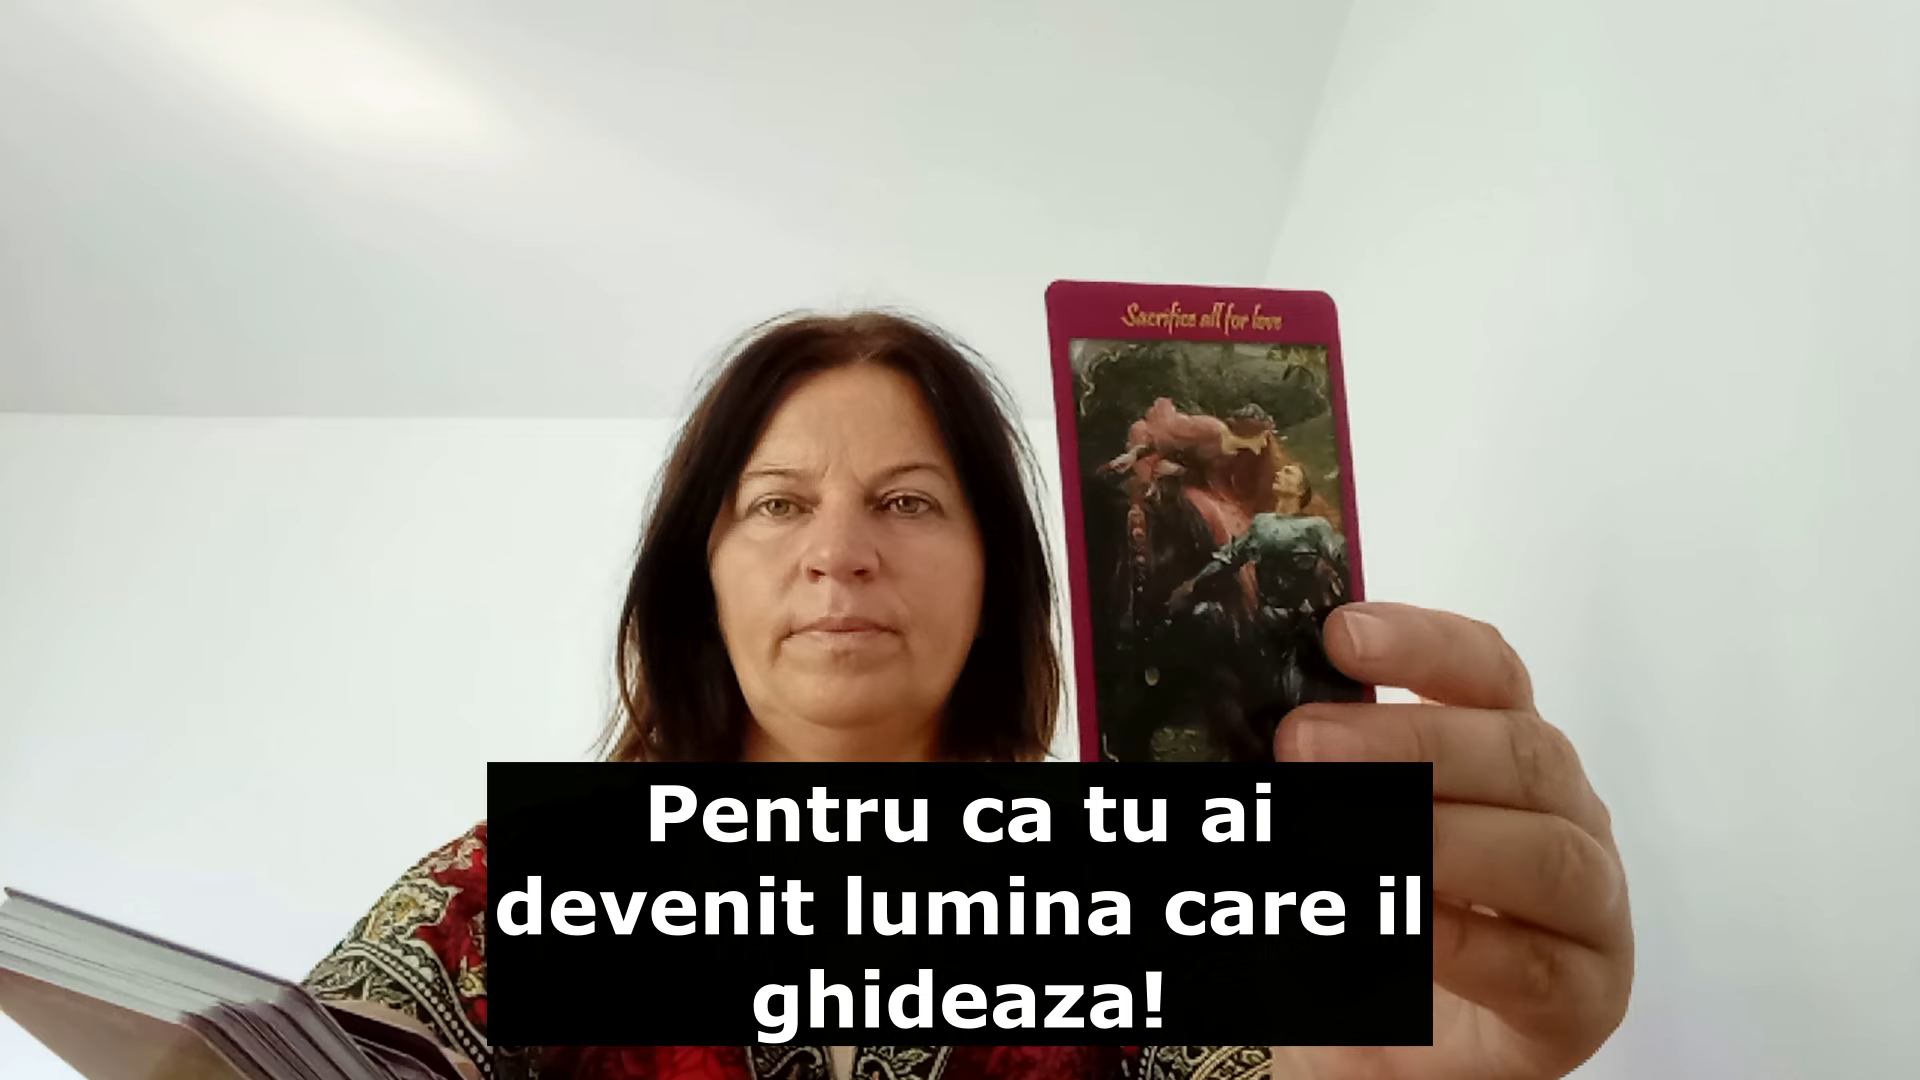 Sacrifice all for love
Pentru ca tu ai
devenit lumina care il
ghideaza!